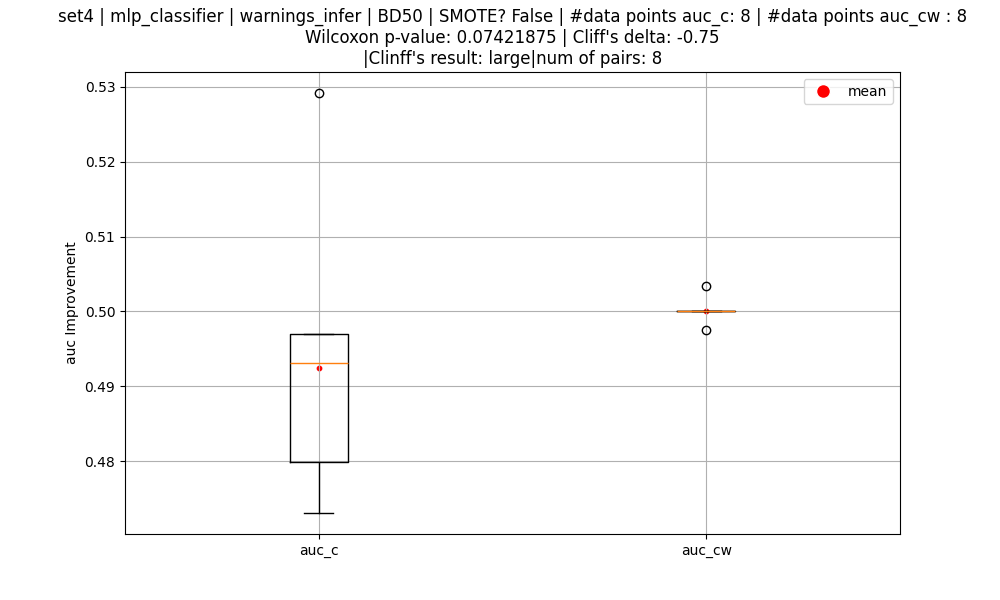 set4 | mlp_classifier | warnings_infer | BD50 | SMOTE? False | #data points auc_c: 8 | #data points auc_cw : 8
Wilcoxon p-value: 0.07421875 | Cliff's delta: -0.75
|Clinff's result: large|num of pairs: 8
mean
0.53
0.52
0.51
0.50
0.49
0.48
auc Improvement
auc_c
auc_cw